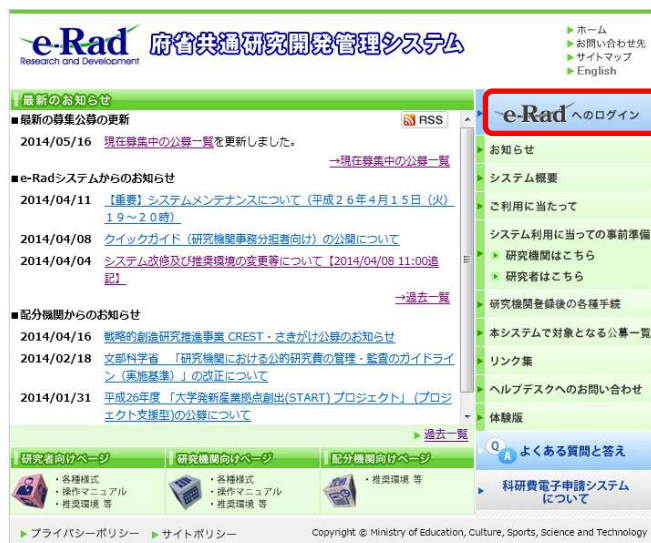 e-Rad
Research and Development
府省共通研究開発管理システム
ホーム
お問い合わせ先
サイトマップ
English
最新のお知らせ
■最新の募集公募の更新
RSS
2014/05/16 現在募集中の公募一覧を更新しました。
→現在募集中の公募一覧
■e-Radシステムからのお知らせ
2014/04/11 【重要】システムメンテナンスについて（平成２６年４月１５日（火）
１９～２０時）
2014/04/08 クイックガイド（研究機関事務分担者向け）の公開について
2014/04/04 システム改修及び推奨環境の変更等について【2014/04/08 11:00追
記】
→過去一覧
■配分機関からのお知らせ
2014/04/16 戦略的創造研究推進事業 CREST・さきがけ公募のお知らせ
2014/02/18 文部科学省 「研究機関における公的研究費の管理・監査のガイドライ
ン（実施基準）」の改正について
2014/01/31 平成26年度 「大学発新産業創出拠点(START) プロジェクト」 (プロジ
ェクト支援型)の公募について
過去一覧
e-Rad へのログイン
お知らせ
システム概要
ご利用に当たって
システム利用に当っての事前準備
研究機関はこちら
研究者はこちら
研究機関登録後の各種手続
本システムで対象となる公募一覧
リンク集
ヘルプデスクへのお問い合わせ
体験版
Q A よくある質問と答え
科研費電子申請システム
について
研究者向けページ
・各種様式
・操作マニュアル
・推奨環境 等
研究機関向けページ
・各種様式
・操作マニュアル
・推奨環境 等
配分機関向けページ
・推奨環境 等
プライバシーポリシー サイトポリシー Copyright © Ministry of Education, Culture, Sports, Science and Technology